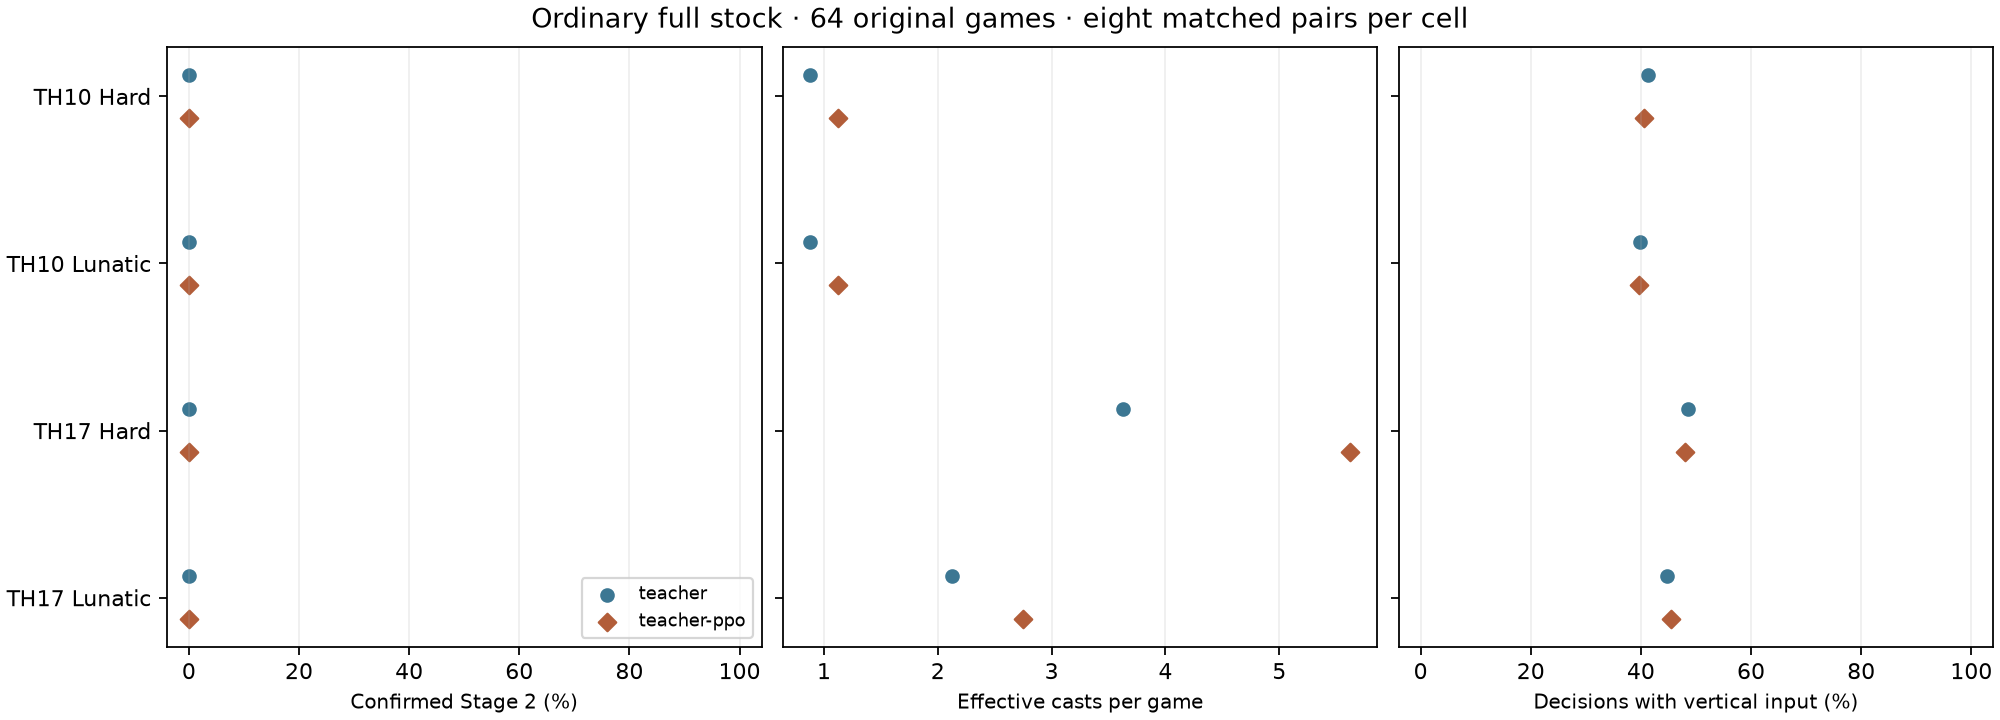 Ordinary full stock · 64 original games · eight matched pairs per cell
TH10 Hard
TH10 Lunatic
TH17 Hard
TH17 Lunatic
teacher
teacher-ppo
0 20 40 60 80 100
Confirmed Stage 2 (%)
1 2 3 4 5
Effective casts per game
0 20 40 60 80 100
Decisions with vertical input (%)